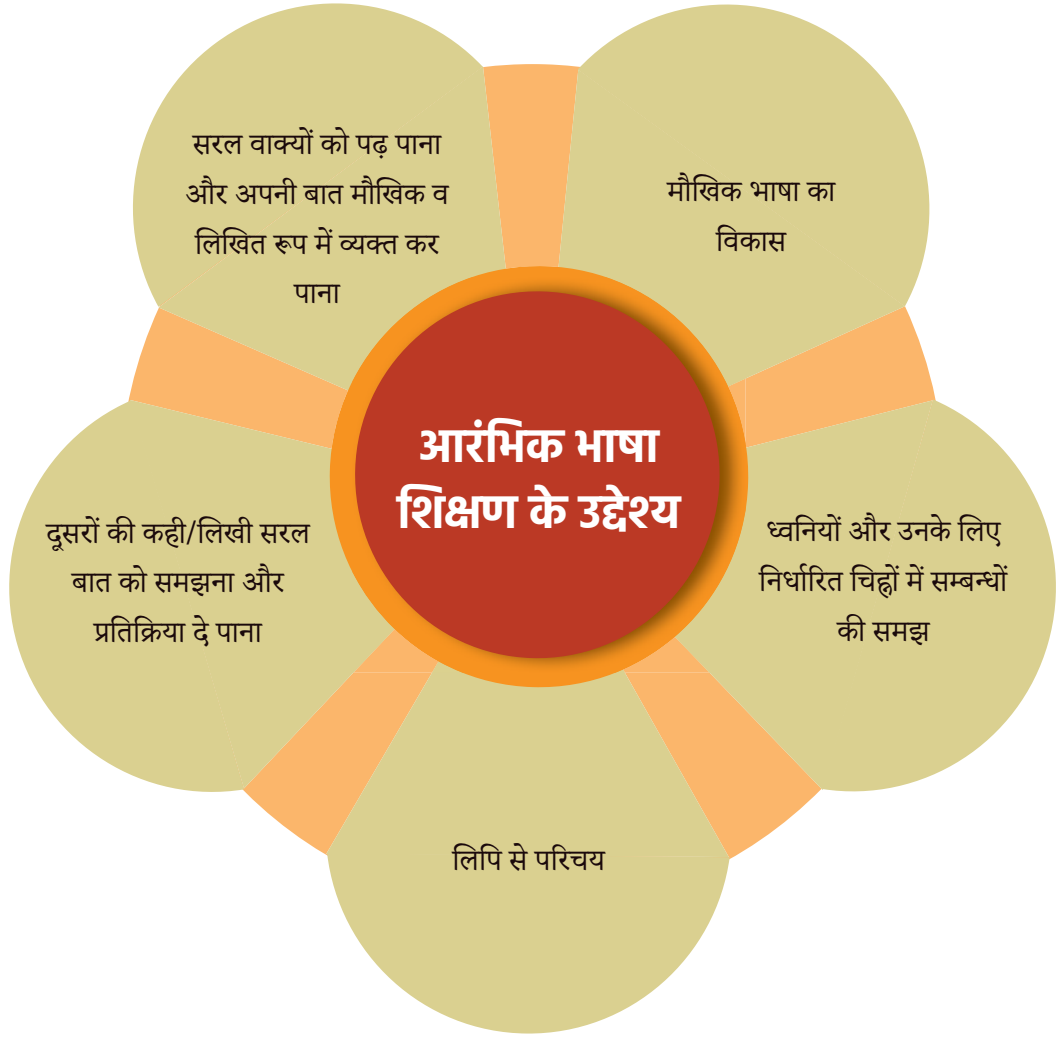 सरल वाक्यों को पढ़ पाना
और अपनी बात मौखिक व
लिखित रूप में व्यक्त कर
पाना
मौखिक भाषा का
विकास
आरंभिक भाषा
शिक्षण के उद्देश्य
दूसरों की कही/लिखी सरल
बात को समझना और
प्रतिक्रिया दे पाना
ध्वनियों और उनके लिए
निर्धारित चिह्नों में सम्बन्धों
की समझ
लिपि से परिचय